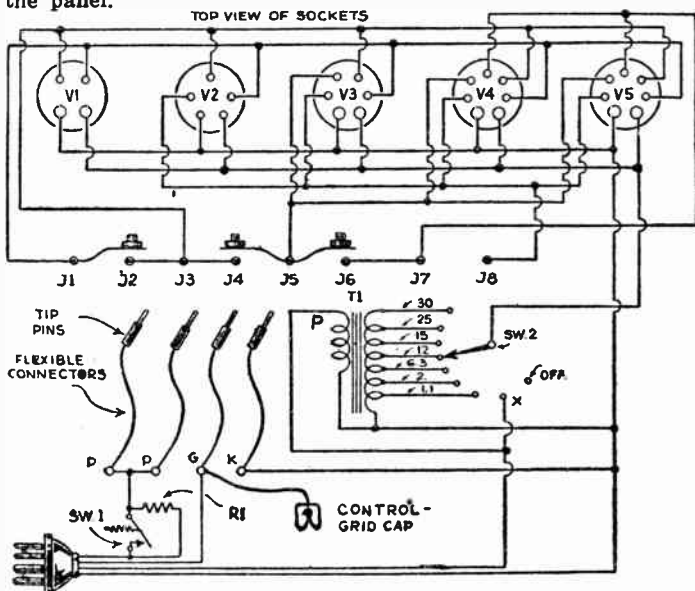 the panel.
TOP VIEW OF SOCKETS
V1 V2 V3 V4 V5
J1 J2 J3 J4 J5 J6 J7 J8
TIP
PINS
FLEXIBLE
CONNECTORS
P P G K
SW.1
R1
CONTROL-
GRID CAP
T1
P
30
25
15
12
6.3
2.
1.1
SW.2
OFF.
X